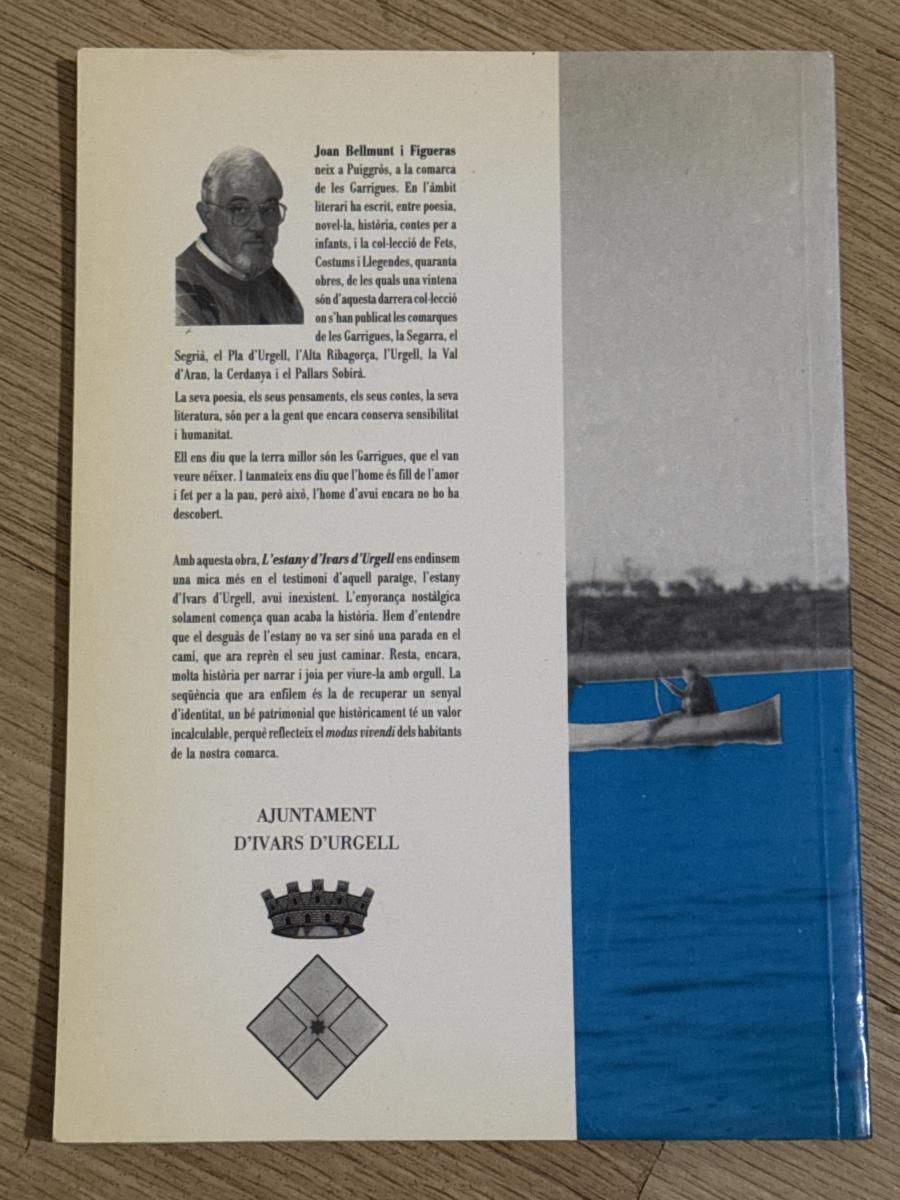 Joan Bellmunt i Figueras
neix a Puiggròs, a la comarca
de les Garrigues. En l'àmbit
literari ha escrit, entre poesia,
novel·la, història, contes per a
infants, i la col·lecció de Fets,
Costums i Llegendes, quaranta
obres, de les quals una vintena
són d'aquesta darrera col·lecció
on s'han publicat les comarques
de les Garrigues, la Segarra, el
Segrià, el Pla d'Urgell, l'Alta Ribagorça, l'Urgell, la Val
d'Aran, la Cerdanya i el Pallars Sobirà.
La seva poesia, els seus pensaments, els seus contes, la seva
literatura, són per a la gent que encara conserva sensibilitat
i humanitat.
Ell ens diu que la terra millor són les Garrigues, que el van
veure néixer. I tanmateix ens diu que l'home és fill de l'amor
i fet per a la pau, però això, l'home d'avui encara no ho ha
descobert.
Amb aquesta obra, L'estany d'Ivars d'Urgell ens endinsem
una mica més en el testimoni d'aquell paratge, l'estany
d'Ivars d'Urgell, avui inexistent. L'enyorança nostàlgica
solament comença quan acaba la història. Hem d'entendre
que el desguàs de l'estany no va ser sinó una parada en el
camí, que ara reprèn el seu just caminar. Resta, encara,
molta història per narrar i joia per viure-la amb orgull. La
seqüència que ara enfilem és la de recuperar un senyal
d'identitat, un bé patrimonial que històricament té un valor
incalculable, perquè reflecteix el modus vivendi dels habitants
de la nostra comarca.
AJUNTAMENT
D'IVARS D'URGELL